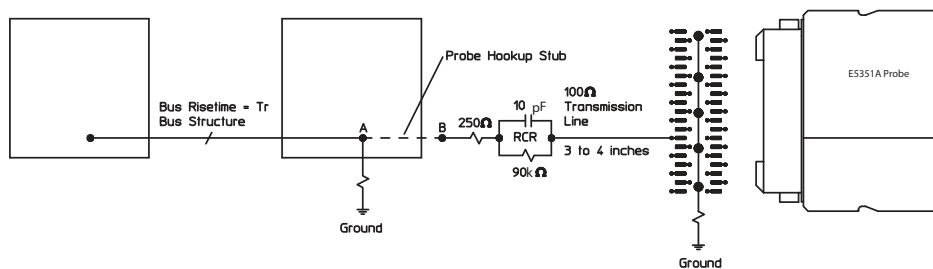 Probe Hookup Stub
E5351A Probe
Bus Risetime = Tr
Bus Structure
A
B
250Ω
10 pF
RCR
90kΩ
100Ω
Transmission
Line
3 to 4 inches
Ground
Ground